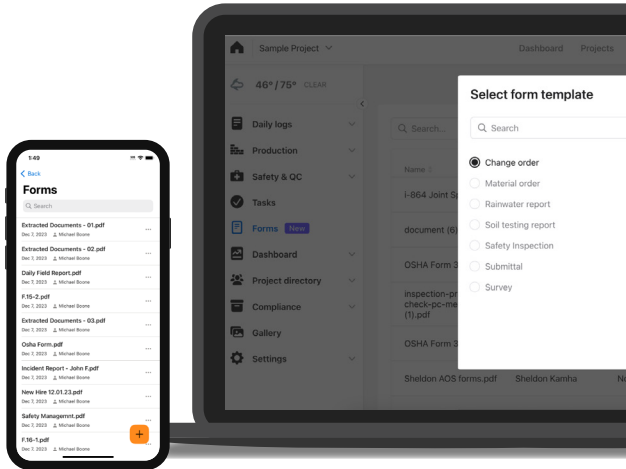 1:49
Back
Forms
Search
Extracted Documents - 01.pdf
Dec 7, 2023 Michael Boone
Extracted Documents - 02.pdf
Dec 7, 2023 Michael Boone
Daily Field Report.pdf
Dec 7, 2023 Michael Boone
F.15-2.pdf
Dec 7, 2023 Michael Boone
Extracted Documents - 03.pdf
Dec 7, 2023 Michael Boone
Osha Form.pdf
Dec 7, 2023 Michael Boone
Incident Report - John F.pdf
Dec 7, 2023 Michael Boone
New Hire 12.01.23.pdf
Dec 7, 2023 Michael Boone
Safety Managemnt.pdf
Dec 7, 2023 Michael Boone
F.16-1.pdf
Dec 7, 2023 Michael Boone
+
Sample Project
Dashboard Projects
46° / 75° CLEAR
Daily logs
Production
Safety & QC
Tasks
Forms New
Dashboard
Project directory
Compliance
Gallery
Settings
Search...
Name
i-864 Joint Sp
document (6)
OSHA Form 3
inspection-pr
check-pc-me
(1).pdf
OSHA Form 3
Sheldon AOS forms.pdf Sheldon Kamha No
Select form template
Search
Change order
Material order
Rainwater report
Soil testing report
Safety Inspection
Submittal
Survey